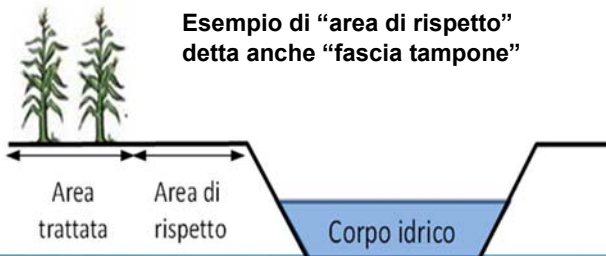 Esempio di “area di rispetto”
detta anche “fascia tampone”
Area
trattata
Area di
rispetto
Corpo idrico